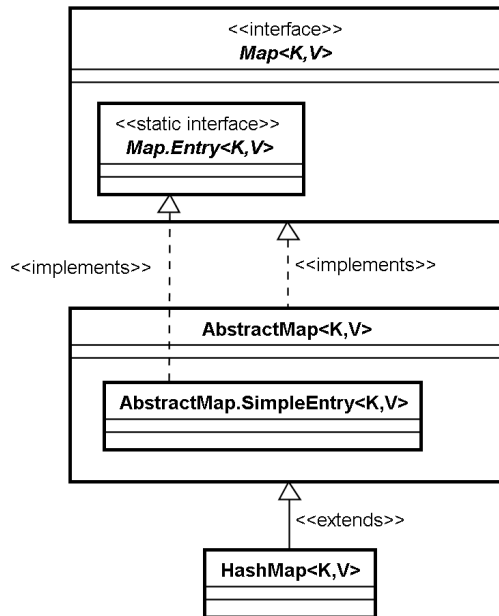 <<interface>>
Map<K,V>
<<static interface>>
Map.Entry<K,V>
<<implements>>
<<implements>>
AbstractMap<K,V>
AbstractMap.SimpleEntry<K,V>
<<extends>>
HashMap<K,V>